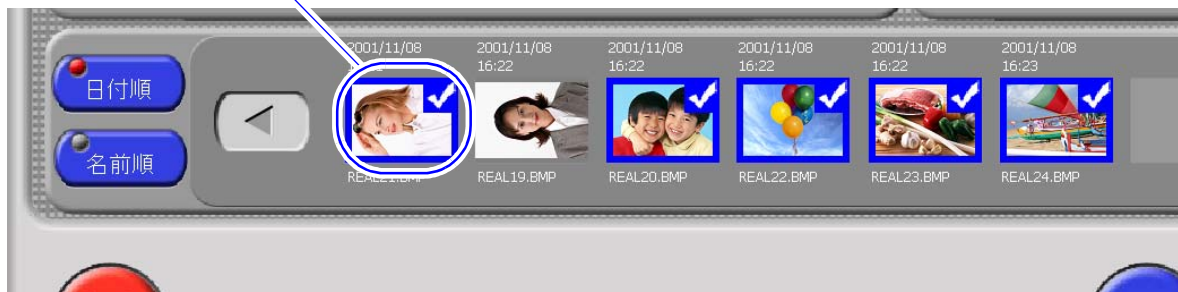 日付順
名前順
2001/11/08
2001/11/08
16:22
2001/11/08
16:22
2001/11/08
16:22
2001/11/08
16:22
2001/11/08
16:23
REAL21.BMP
REAL19.BMP
REAL20.BMP
REAL22.BMP
REAL23.BMP
REAL24.BMP